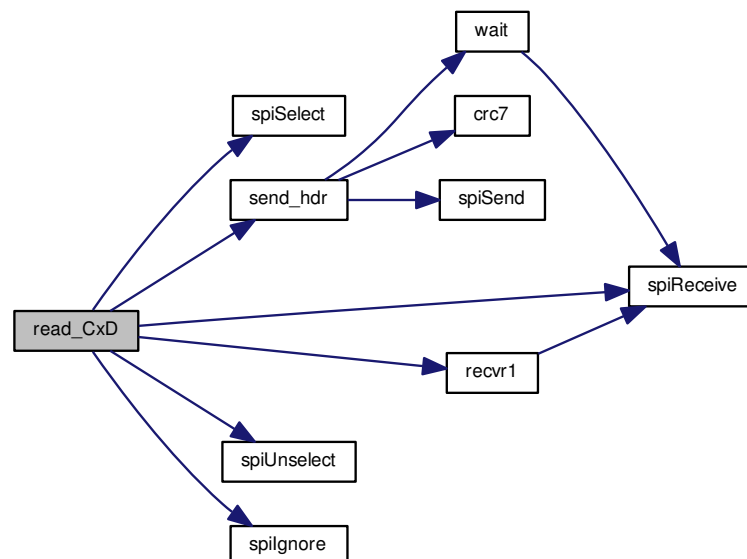 wait
spiSelect
crc7
send_hdr
spiSend
spiReceive
read_CxD
recvr1
spiUnselect
spiIgnore